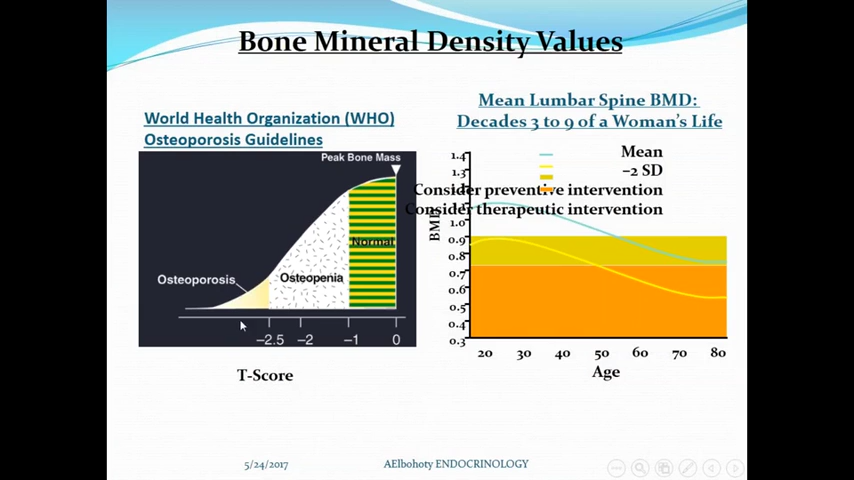 Bone Mineral Density Values
World Health Organization (WHO)
Osteoporosis Guidelines
Peak Bone Mass
Normal
Osteopenia
Osteoporosis
−2.5 −2 −1 0
T-Score
Mean Lumbar Spine BMD:
Decades 3 to 9 of a Woman's Life
Mean
−2 SD
Consider preventive intervention
Consider therapeutic intervention
BMD
1.4
1.3
1.0
0.9
0.8
0.7
0.6
0.5
0.4
0.3
20 30 40 50 60 70 80
Age
5/24/2017
AElbohoty ENDOCRINOLOGY